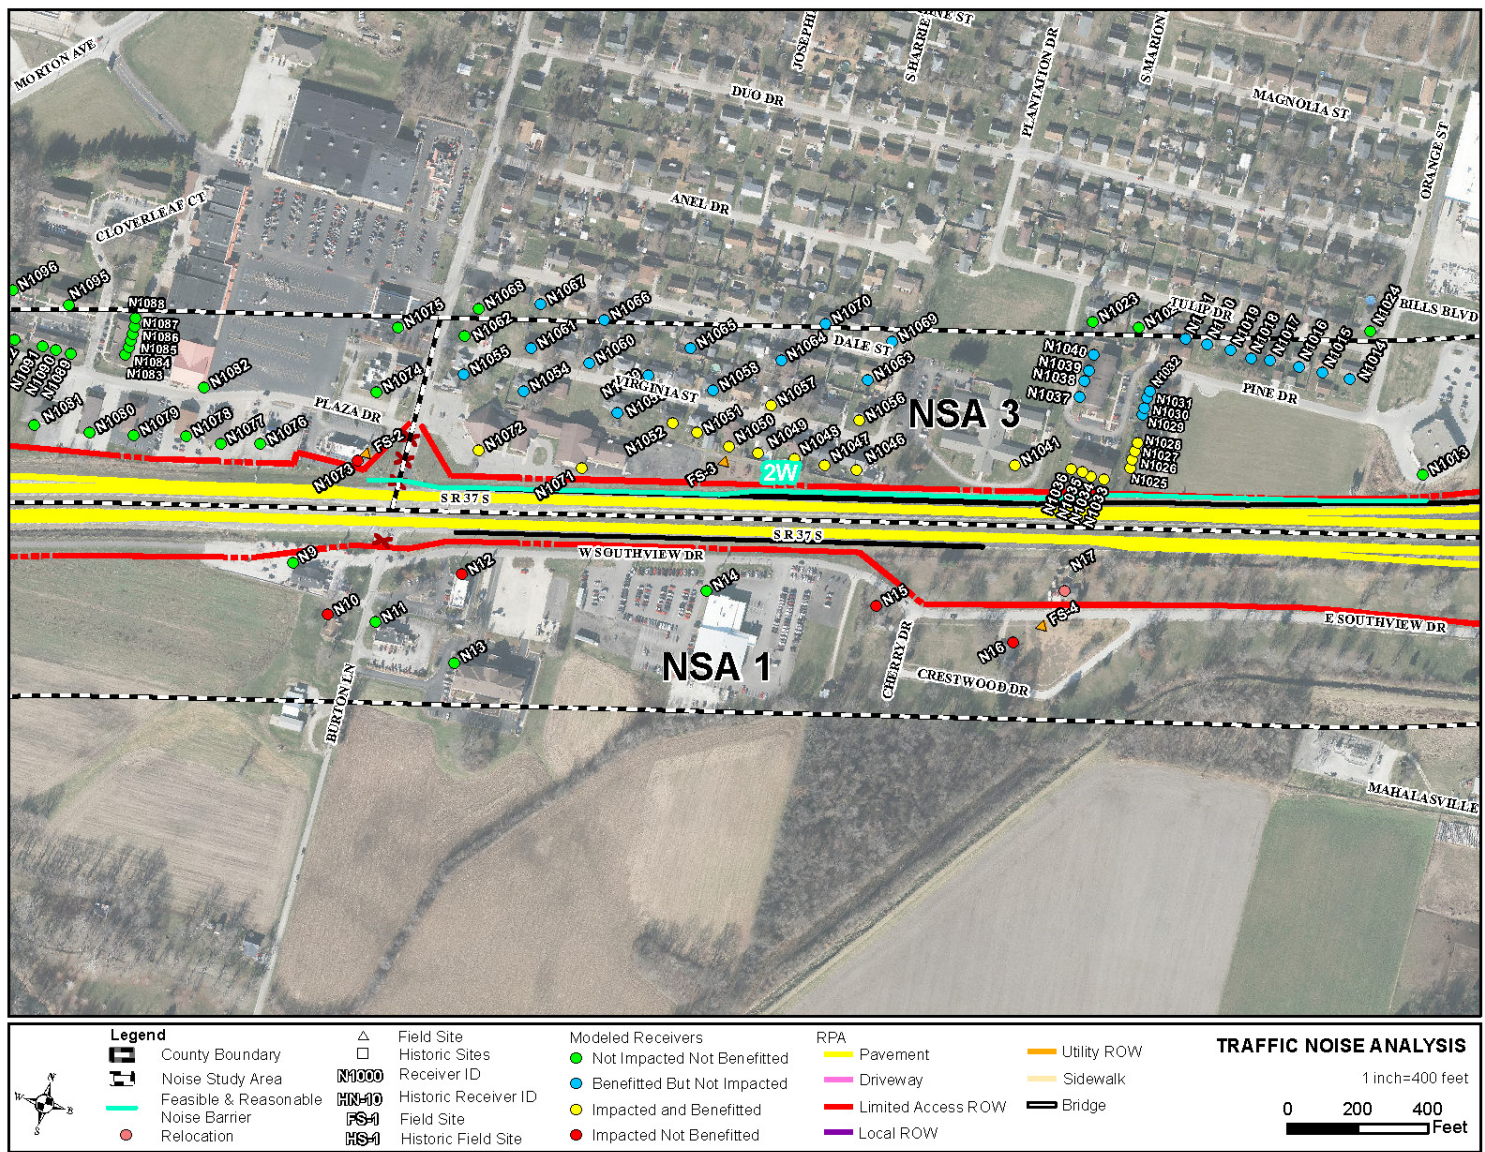 MORTON AVE
JOSEPHI
INE ST
S HARRIE
PLANTATION DR
S MARION
DUO DR
MAGNOLIA ST
ORANGE ST
CLOVERLEAF CT
ANEL DR
N1096
N1095
N1088
N1087
N1086
N1085
N1084
N1083
N1075
N1068
N1067
N1066
N1070
N1069
N1023
TULIP DR
N1024
BILLS BLVD
N1020
N1019
N1018
N1017
N1016
N1015
N1014
N1091
N1090
N1089
N1082
N1074
N1062
N1061
N1065
N1064
DALE ST
N1063
N1055
N1054
N1060
N1058
N1057
N1056
VIRGINIA ST
N1040
N1039
N1038
N1037
N1032
N1031
N1030
N1029
PINE DR
PLAZA DR
N1081
N1080
N1079
N1078
N1077
N1076
FS-2
N1073
N1072
N1071
N1052
N1051
N1050
N1049
N1048
N1047
N1046
NSA 3
N1041
N1028
N1027
N1026
N1025
N1013
FS-3
2W
N1036
N1035
N1034
N1033
S R 37 S
S R 37 S
W SOUTHVIEW DR
N9
N10
N11
N12
N13
N14
N15
N16
N17
FS-4
E SOUTHVIEW DR
NSA 1
CHERRY DR
CRESTWOOD DR
BURTON LN
MAHALASVILLE
Legend
County Boundary
Noise Study Area
Feasible & Reasonable
Noise Barrier
Relocation
Field Site
Historic Sites
N1000 Receiver ID
HN-10 Historic Receiver ID
FS-1 Field Site
HS-1 Historic Field Site
Modeled Receivers
Not Impacted Not Benefitted
Benefitted But Not Impacted
Impacted and Benefitted
Impacted Not Benefitted
RPA
Pavement
Driveway
Limited Access ROW
Local ROW
Utility ROW
Sidewalk
Bridge
TRAFFIC NOISE ANALYSIS
1 inch=400 feet
0 200 400
Feet
N
W
E
S